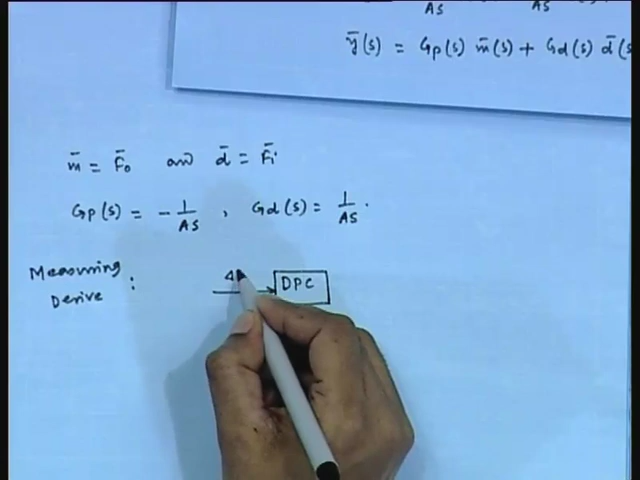 AS AS
ȳ(s) = Gp(s) m̄(s) + Gd(s) d̄(s
m̄ = F̄o and d̄ = F̄i
Gp(s) = - 1/AS , Gd(s) = 1/AS .
Measuring
Derive :
DPC